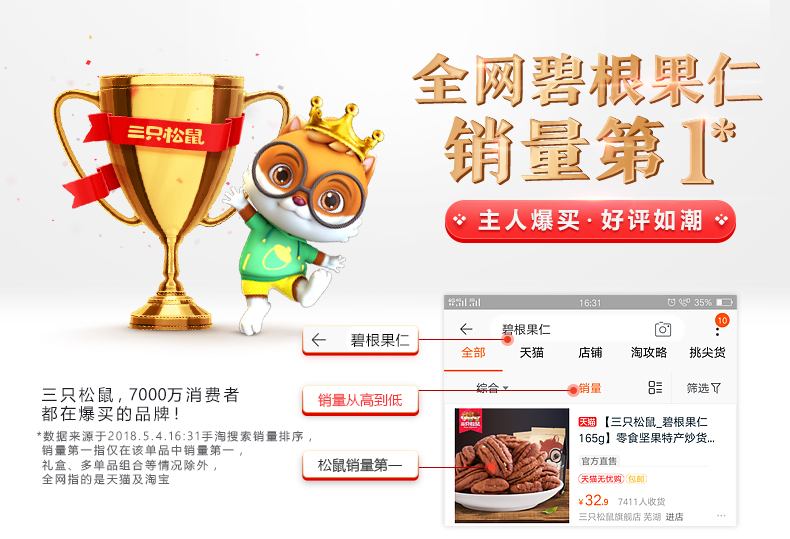 全网碧根果仁
销量第1*
主人爆买·好评如潮
三只松鼠
三只松鼠，7000万消费者
都在爆买的品牌！
*数据来源于2018.5.4.16:31手淘搜索销量排序，
销量第一指仅在该单品中销量第一，
礼盒、多单品组合等情况除外，
全网指的是天猫及淘宝
碧根果仁
销量从高到低
松鼠销量第一
16:31
35%
碧根果仁
10
全部 天猫 店铺 淘攻略 挑尖货
综合 销量 筛选
三只松鼠
天猫【三只松鼠_碧根果仁
165g】零食坚果特产炒货...
官方直售
天猫无忧购 包邮
¥32.9 7411人收货
三只松鼠旗舰店 芜湖 进店